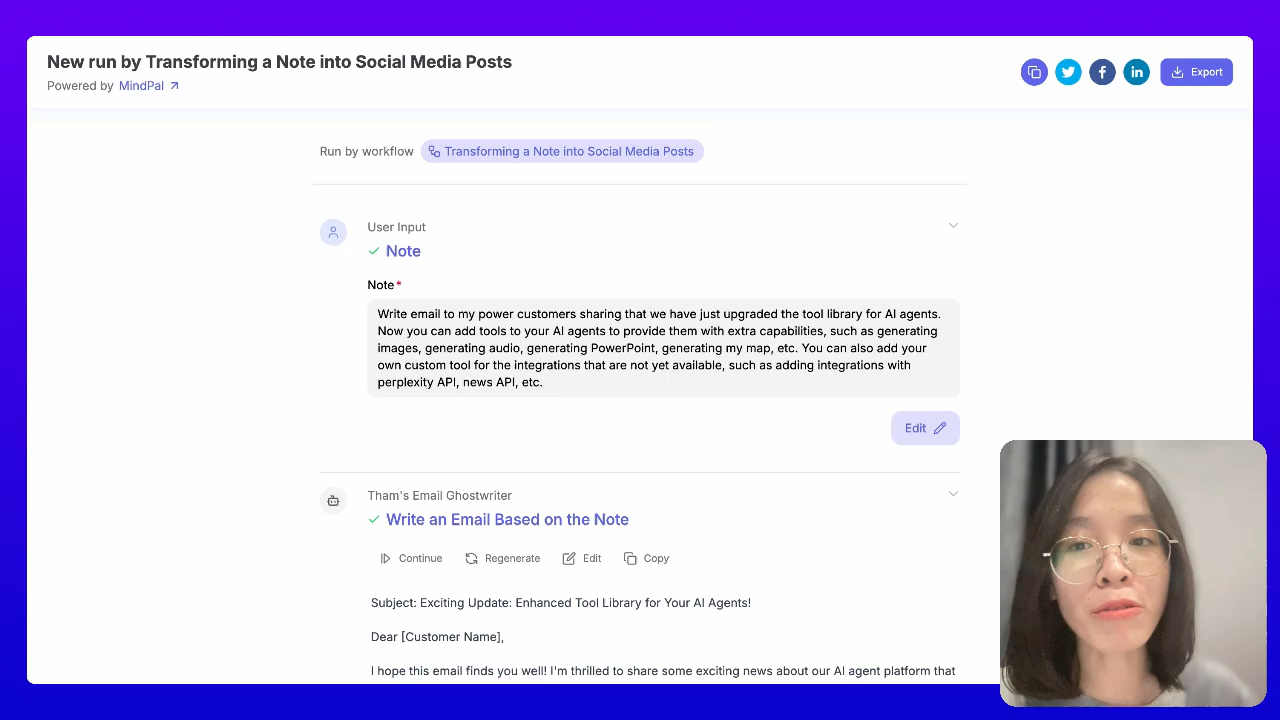 New run by Transforming a Note into Social Media Posts
Powered by MindPal
Export
Run by workflow Transforming a Note into Social Media Posts
User Input
Note
Note*
Write email to my power customers sharing that we have just upgraded the tool library for AI agents.
Now you can add tools to your AI agents to provide them with extra capabilities, such as generating
images, generating audio, generating PowerPoint, generating my map, etc. You can also add your
own custom tool for the integrations that are not yet available, such as adding integrations with
perplexity API, news API, etc.
Edit
Tham's Email Ghostwriter
Write an Email Based on the Note
Continue Regenerate Edit Copy
Subject: Exciting Update: Enhanced Tool Library for Your AI Agents!
Dear [Customer Name],
I hope this email finds you well! I'm thrilled to share some exciting news about our AI agent platform that